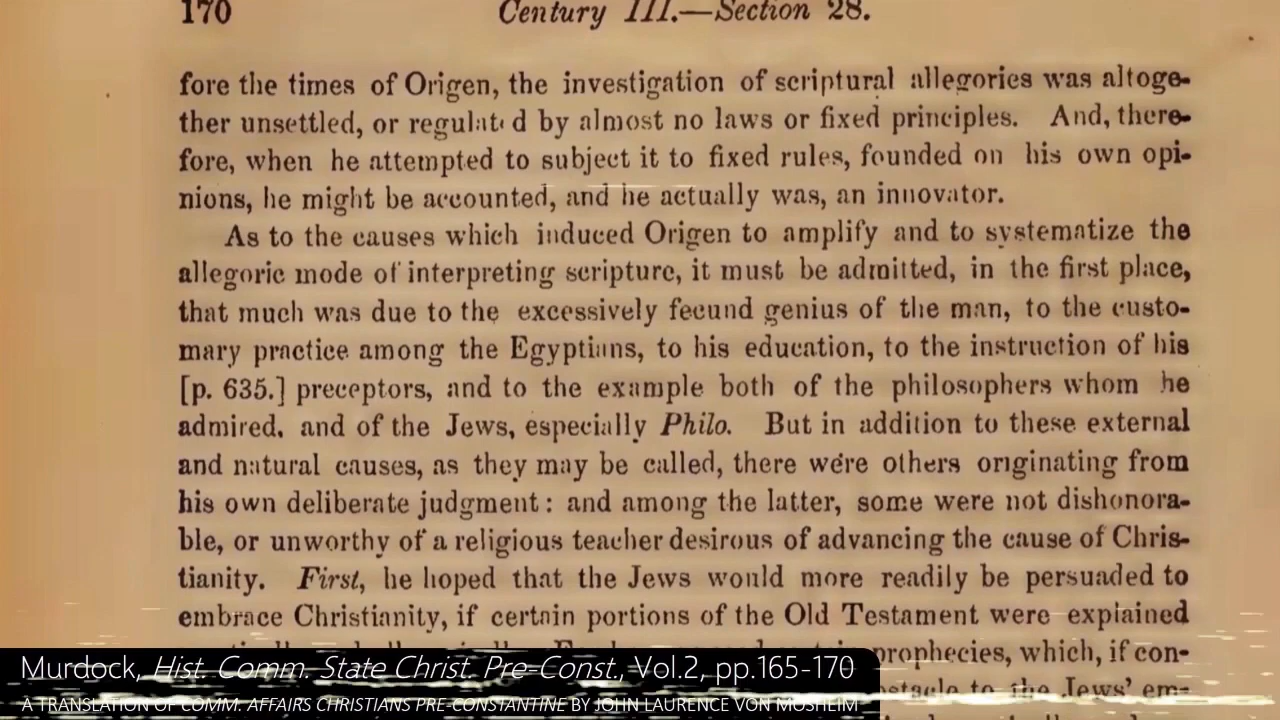 170 Century III.—Section 28.
fore the times of Origen, the investigation of scriptural allegories was altoge-
ther unsettled, or regulat d by almost no laws or fixed principles. And, there-
fore, when he attempted to subject it to fixed rules, founded on his own opi-
nions, he might be accounted, and he actually was, an innovator.
As to the causes which induced Origen to amplify and to systematize the
allegoric mode of interpreting scripture, it must be admitted, in the first place,
that much was due to the excessively fecund genius of the man, to the custo-
mary practice among the Egyptians, to his education, to the instruction of his
[p. 635.] preceptors, and to the example both of the philosophers whom he
admired, and of the Jews, especially Philo. But in addition to these external
and natural causes, as they may be called, there were others originating from
his own deliberate judgment: and among the latter, some were not dishonora-
ble, or unworthy of a religious teacher desirous of advancing the cause of Chris-
tianity. First, he hoped that the Jews would more readily be persuaded to
embrace Christianity, if certain portions of the Old Testament were explained
prophecies, which, if con-
to the Jews' em-
Murdock, Hist. Comm. State Christ. Pre-Const., Vol.2, pp.165-170
A TRANSLATION OF COMM. AFFAIRS CHRISTIANS PRE-CONSTANTINE BY JOHN LAURENCE VON MOSHEIM